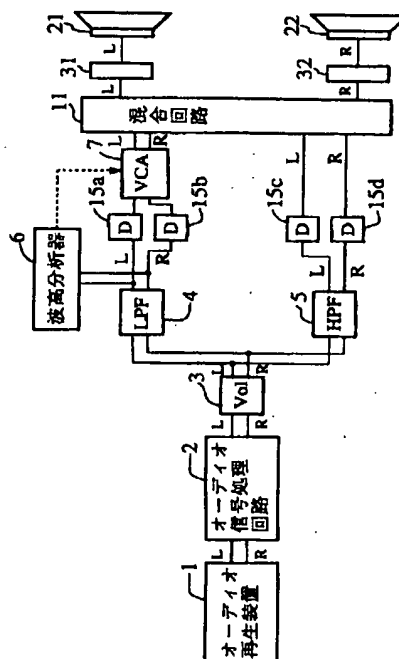 1
オーディオ
再生装置
L
R
2
オーディオ
信号処理
回路
L
R
3
Vol
L
R
LPF
4
5
HPF
6
波高分析器
L
R
L
R
15a
D
D
15b
15c
D
D
15d
7
VCA
L
R
L
R
11
混合回路
L
R
31
32
L
R
21
22